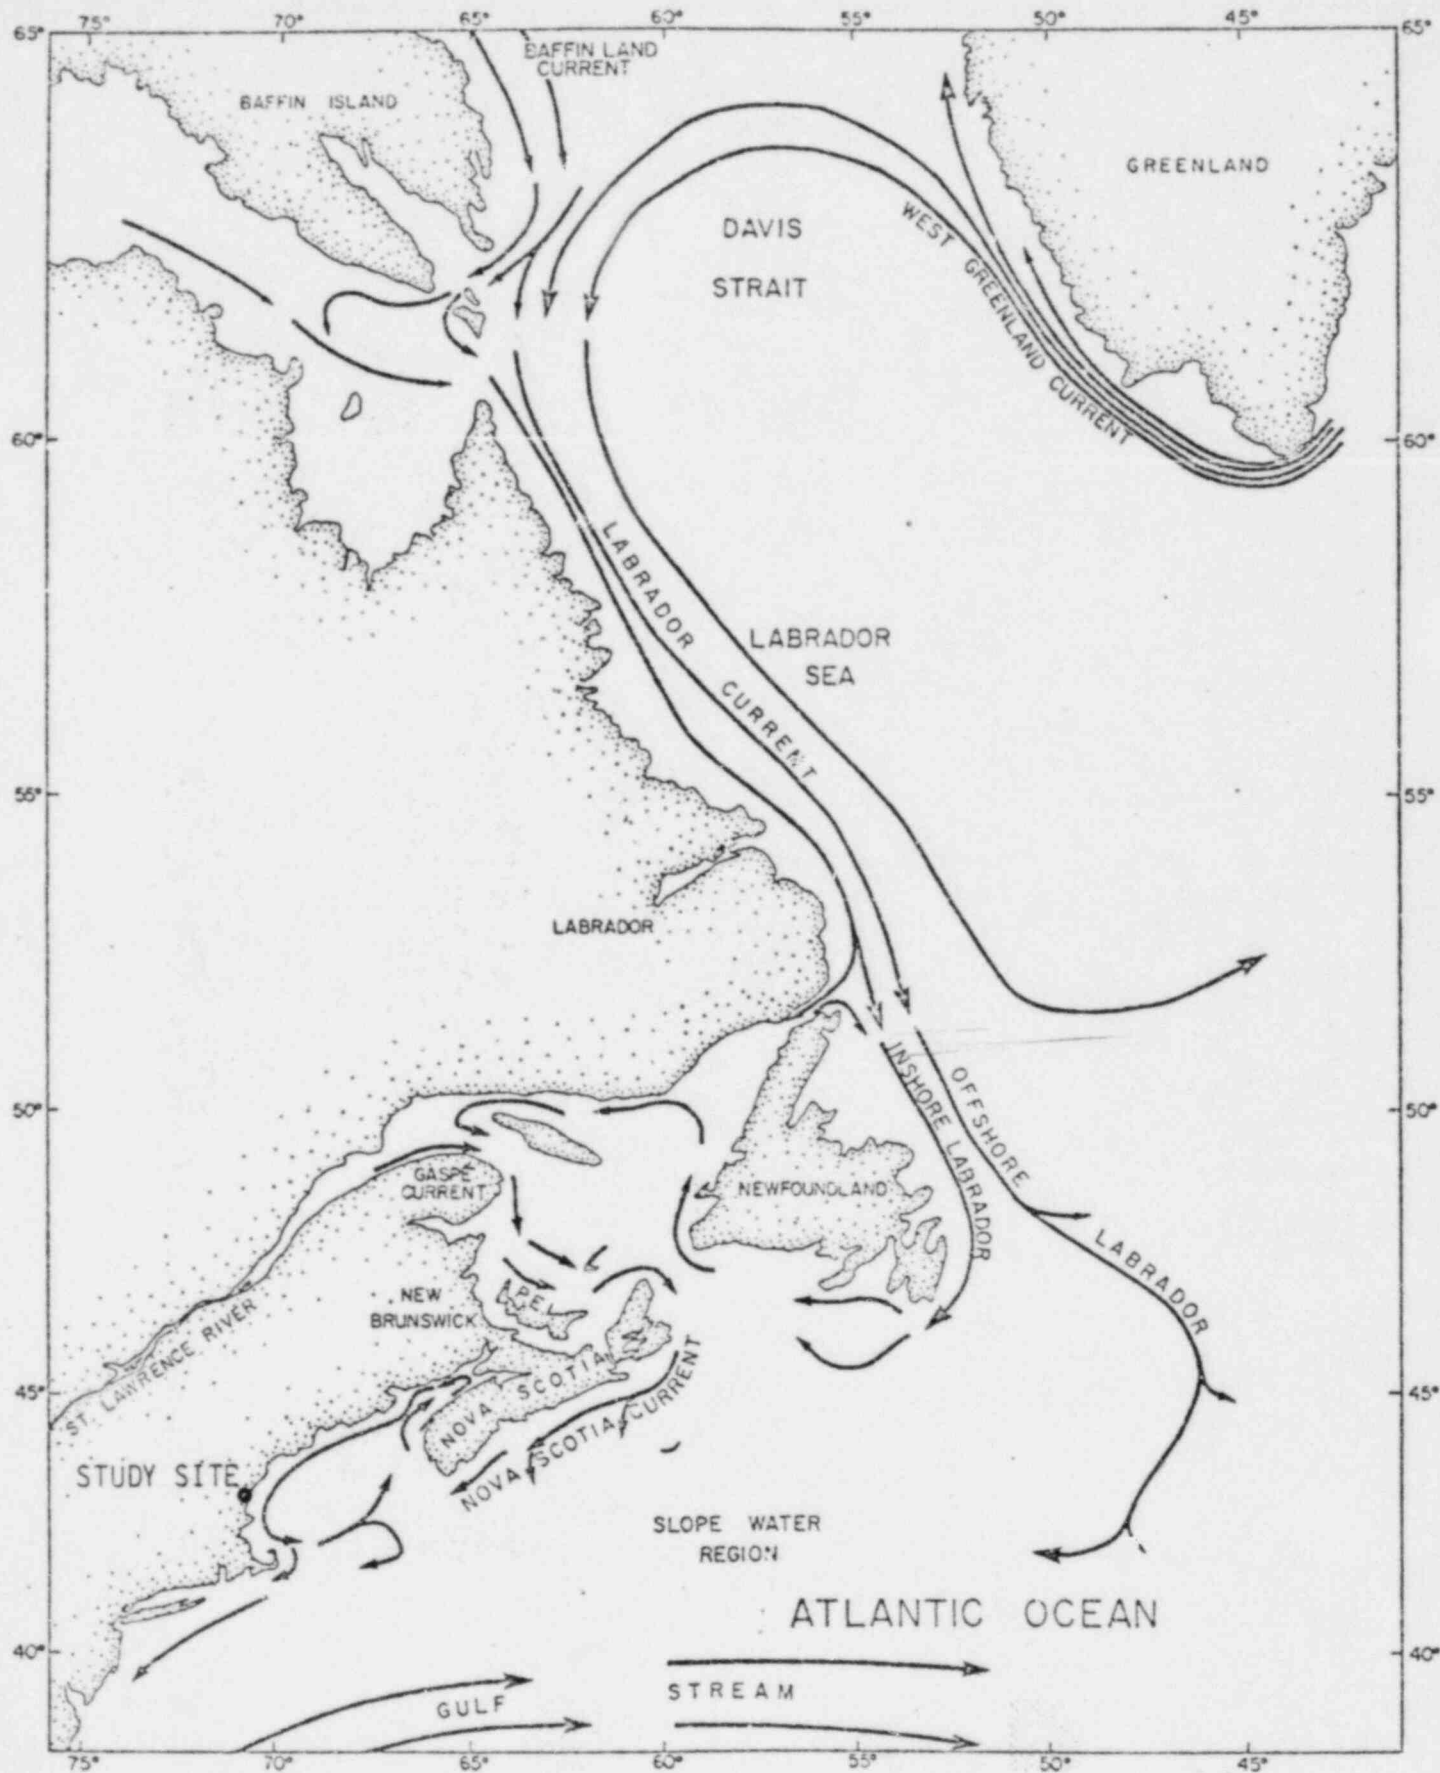 75° 70° 65° 60° 55° 50° 45°
65° 65°
BAFFIN LAND
CURRENT
BAFFIN ISLAND
GREENLAND
DAVIS
STRAIT
WEST GREENLAND CURRENT
60° 60°
LABRADOR CURRENT
LABRADOR
SEA
55° 55°
LABRADOR
INSHORE LABRADOR
OFFSHORE LABRADOR
50° 50°
GASPE
CURRENT
NEWFOUNDLAND
NEW
BRUNSWICK
P.E.I.
ST. LAWRENCE RIVER
NOVA SCOTIA
NOVA SCOTIA CURRENT
45° 45°
STUDY SITE
SLOPE WATER
REGION
ATLANTIC OCEAN
40° 40°
GULF STREAM
75° 70° 65° 60° 55° 50° 45°